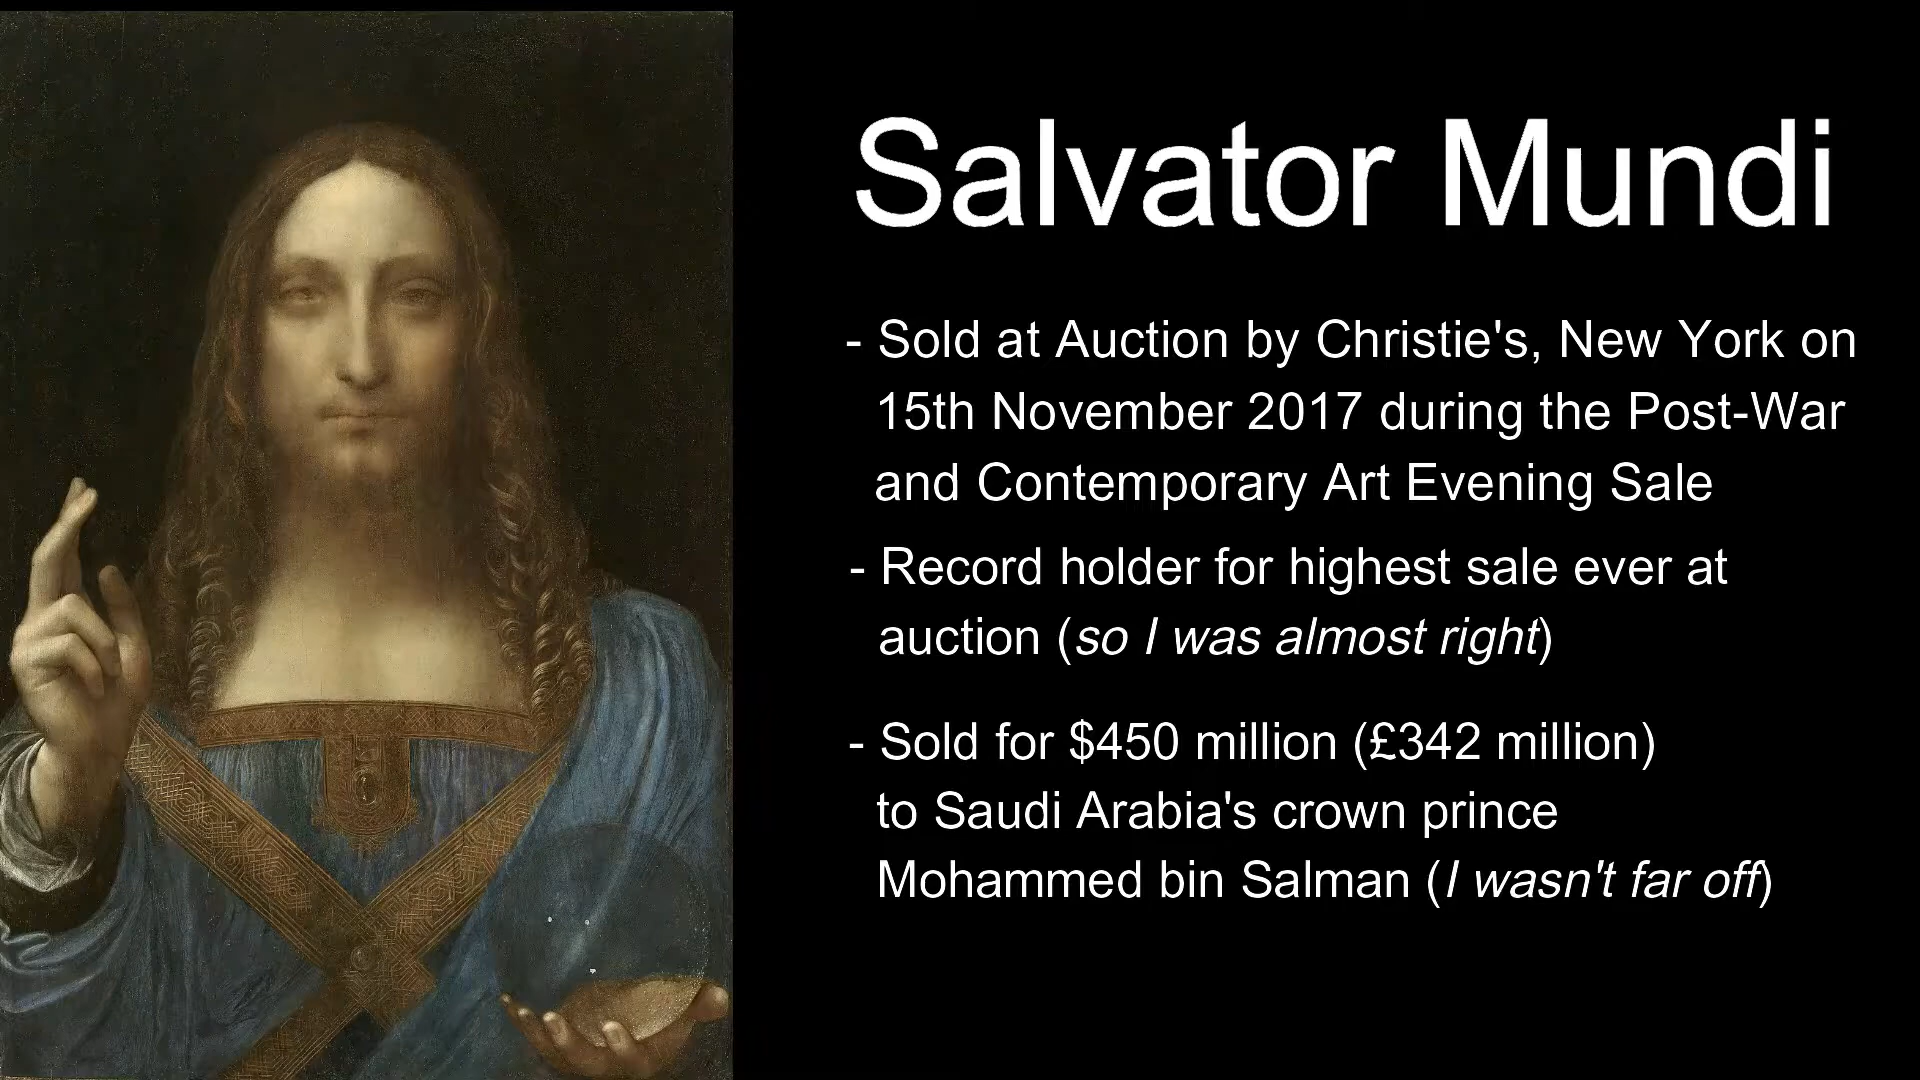 Salvator Mundi
- Sold at Auction by Christie's, New York on
15th November 2017 during the Post-War
and Contemporary Art Evening Sale
- Record holder for highest sale ever at
auction (so I was almost right)
- Sold for $450 million (£342 million)
to Saudi Arabia's crown prince
Mohammed bin Salman (I wasn't far off)